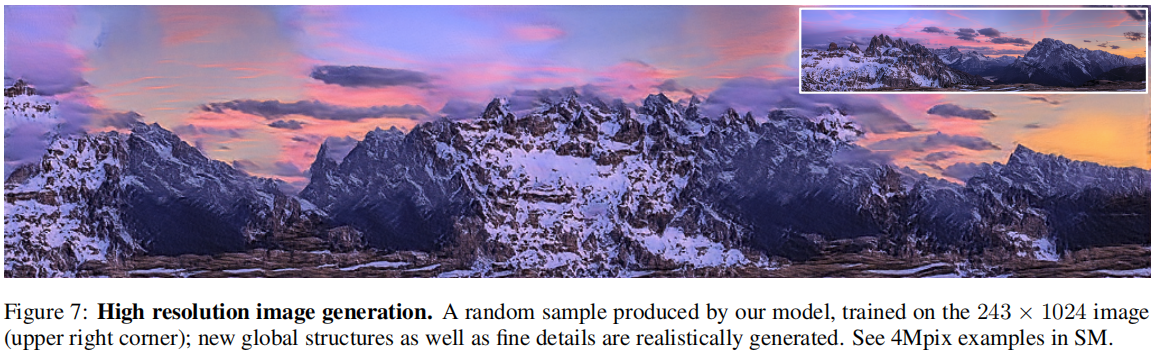 Figure 7: High resolution image generation. A random sample produced by our model, trained on the 243 × 1024 image
(upper right corner); new global structures as well as fine details are realistically generated. See 4Mpix examples in SM.